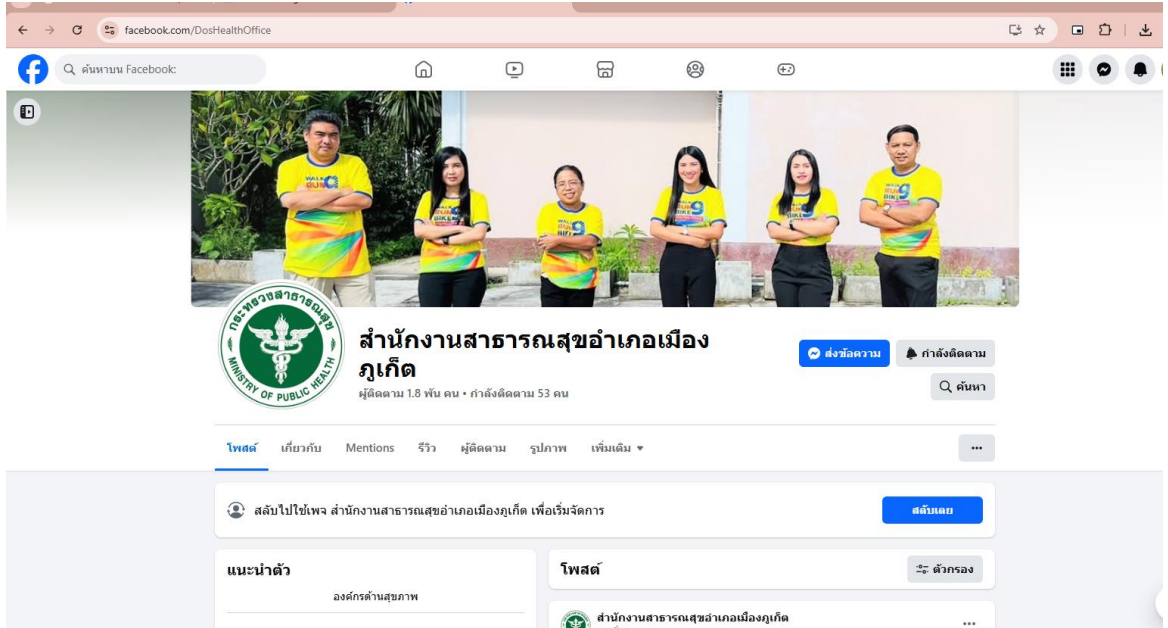 facebook.com/DosHealthOffice
ค้นหาบน Facebook:
WALK
RUN
BIKE
9
กระทรวงสาธารณสุข
MINISTRY OF PUBLIC HEALTH
สำนักงานสาธารณสุขอำเภอเมือง
ภูเก็ต
ผู้ติดตาม 1.8 พัน คน • กำลังติดตาม 53 คน
ส่งข้อความ
กำลังติดตาม
ค้นหา
โพสต์ เกี่ยวกับ Mentions รีวิว ผู้ติดตาม รูปภาพ เพิ่มเติม
สลับไปใช้เพจ สำนักงานสาธารณสุขอำเภอเมืองภูเก็ต เพื่อเริ่มจัดการ
สลับเลย
แนะนำตัว
องค์กรด้านสุขภาพ
โพสต์
ตัวกรอง
สำนักงานสาธารณสุขอำเภอเมืองภูเก็ต